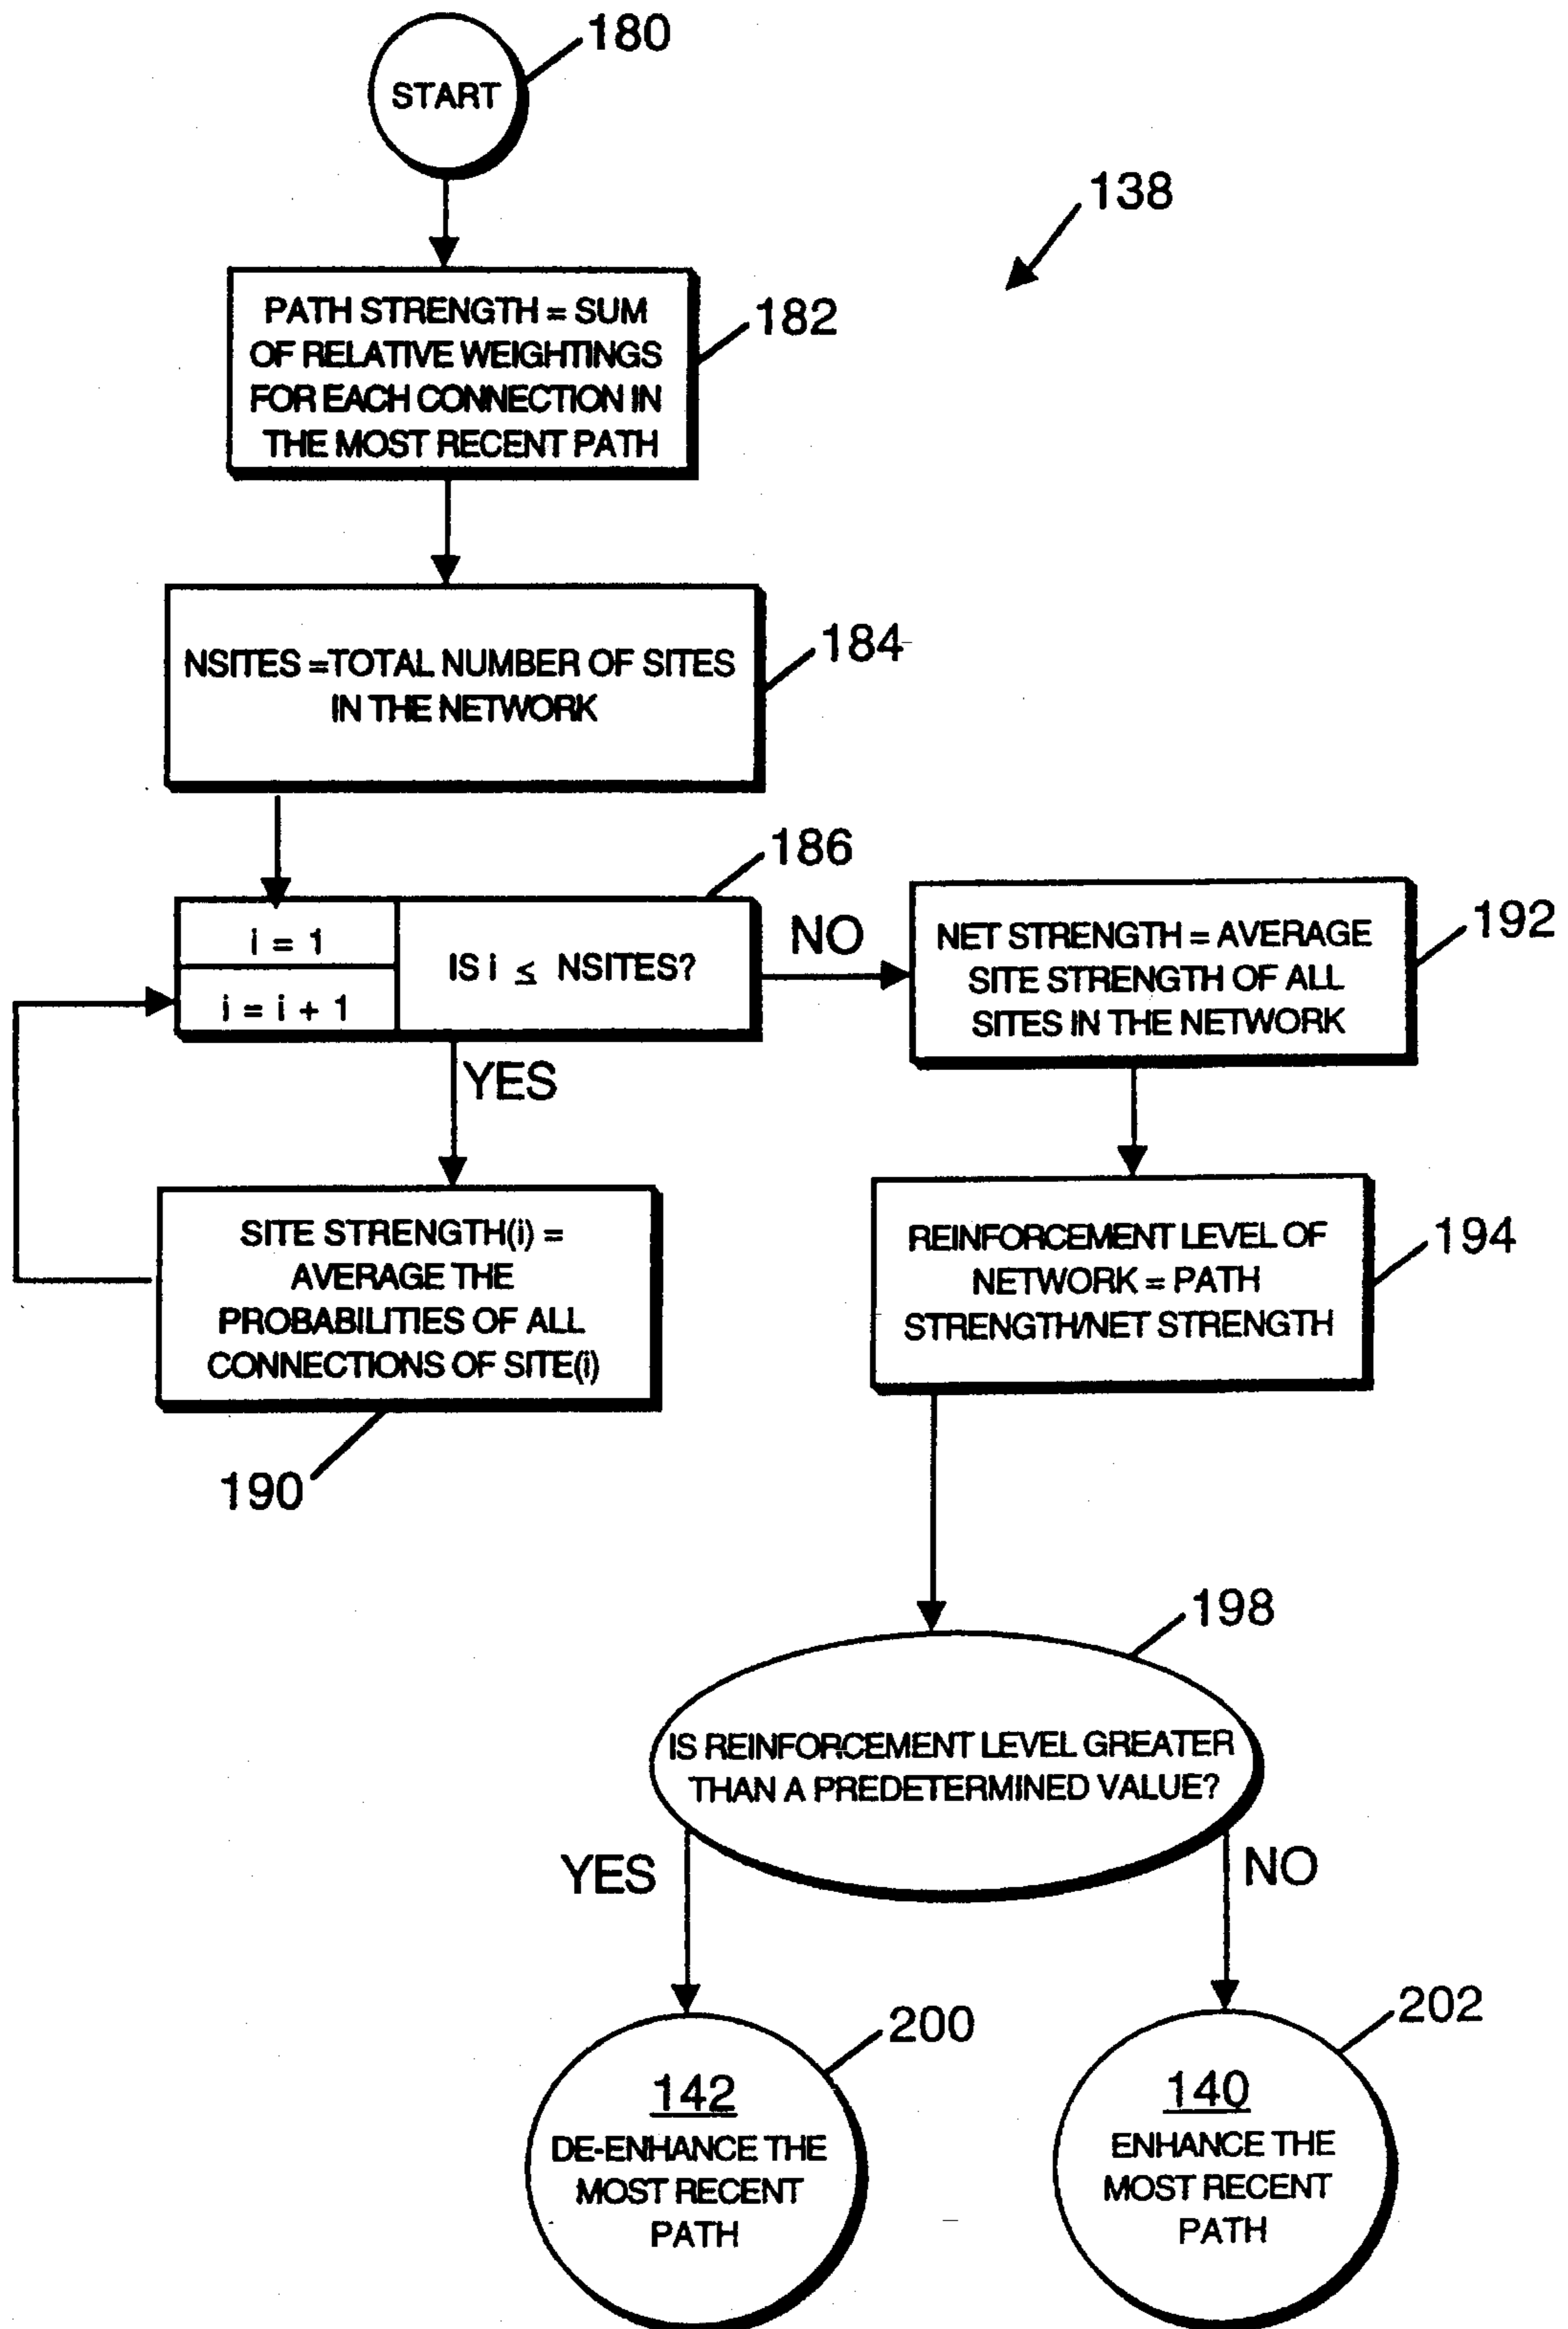 180
START
138
PATH STRENGTH = SUM
OF RELATIVE WEIGHTINGS
FOR EACH CONNECTION IN
THE MOST RECENT PATH
182
NSITES =TOTAL NUMBER OF SITES
IN THE NETWORK
184
186
i = 1
i = i + 1
IS i ≤ NSITES?
NO
YES
NET STRENGTH = AVERAGE
SITE STRENGTH OF ALL
SITES IN THE NETWORK
192
SITE STRENGTH(i) =
AVERAGE THE
PROBABILITIES OF ALL
CONNECTIONS OF SITE(i)
190
REINFORCEMENT LEVEL OF
NETWORK = PATH
STRENGTH/NET STRENGTH
194
198
IS REINFORCEMENT LEVEL GREATER
THAN A PREDETERMINED VALUE?
YES
NO
200
142
DE-ENHANCE THE
MOST RECENT
PATH
202
140
ENHANCE THE
MOST RECENT
PATH